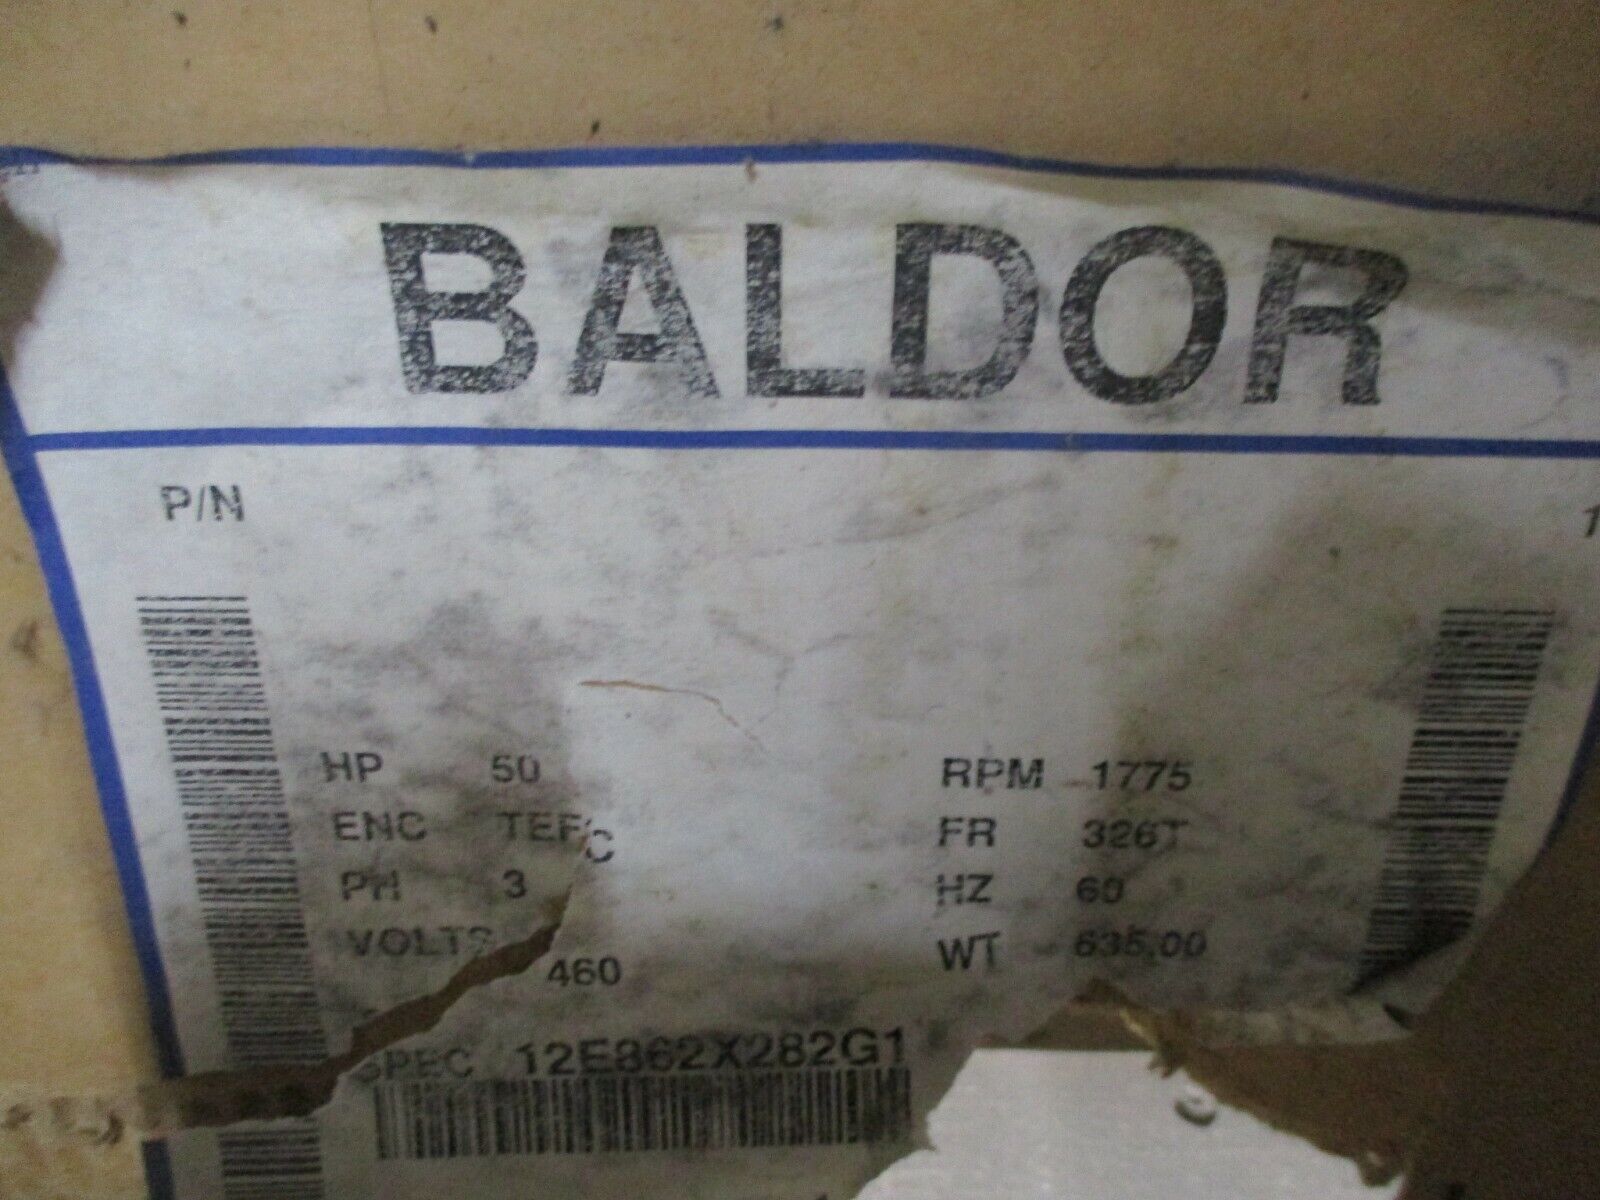 BALDOR
P/N
HP 50 RPM 1775
ENC TEFC FR 326T
PH 3 HZ 60
VOLTS 460 WT 635.00
SPEC 12E862X282G1